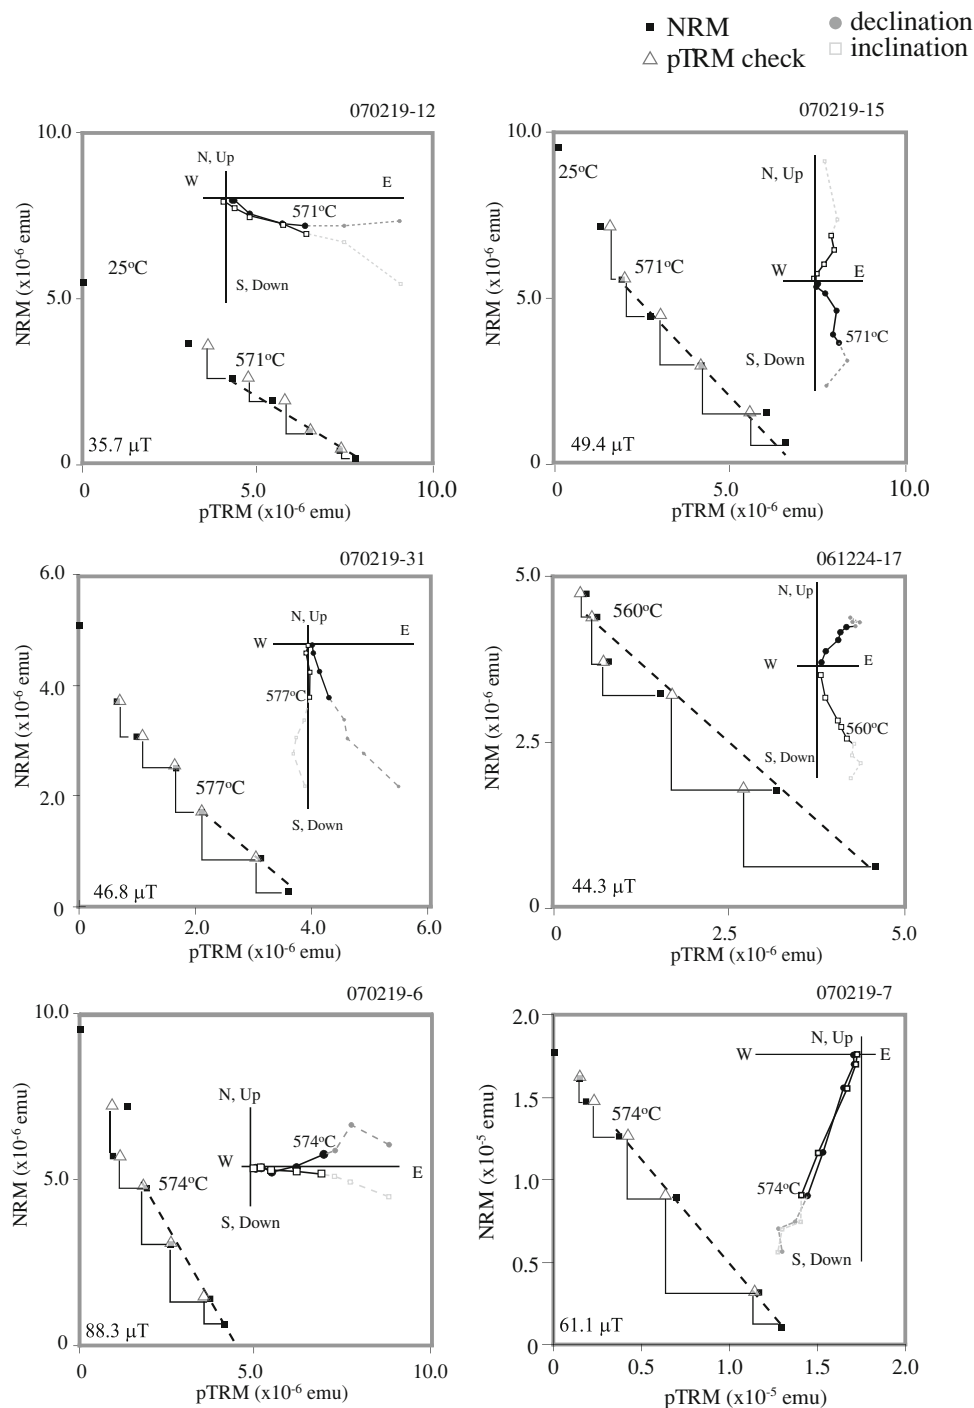 NRM
pTRM check
declination
inclination
070219-12
10.0
5.0
0
NRM (x10⁻⁶ emu)
N, Up
W
E
571°C
S, Down
25°C
571°C
35.7 µT
0
5.0
10.0
pTRM (x10⁻⁶ emu)
070219-15
10.0
5.0
0
NRM (x10⁻⁶ emu)
25°C
571°C
N, Up
W
E
571°C
S, Down
49.4 µT
0
5.0
10.0
pTRM (x10⁻⁶ emu)
070219-31
6.0
4.0
2.0
0
NRM (x10⁻⁶ emu)
N, Up
W
E
577°C
S, Down
577°C
46.8 µT
0
2.0
4.0
6.0
pTRM (x10⁻⁶ emu)
061224-17
5.0
2.5
0
NRM (x10⁻⁶ emu)
560°C
N, Up
W
E
560°C
S, Down
44.3 µT
0
2.5
5.0
pTRM (x10⁻⁶ emu)
070219-6
10.0
5.0
0
NRM (x10⁻⁶ emu)
N, Up
574°C
W
E
S, Down
574°C
88.3 µT
0
5.0
10.0
pTRM (x10⁻⁶ emu)
070219-7
2.0
1.5
1.0
0.5
0
NRM (x10⁻⁵ emu)
N, Up
W
E
574°C
574°C
S, Down
61.1 µT
0
0.5
1.0
1.5
2.0
pTRM (x10⁻⁵ emu)